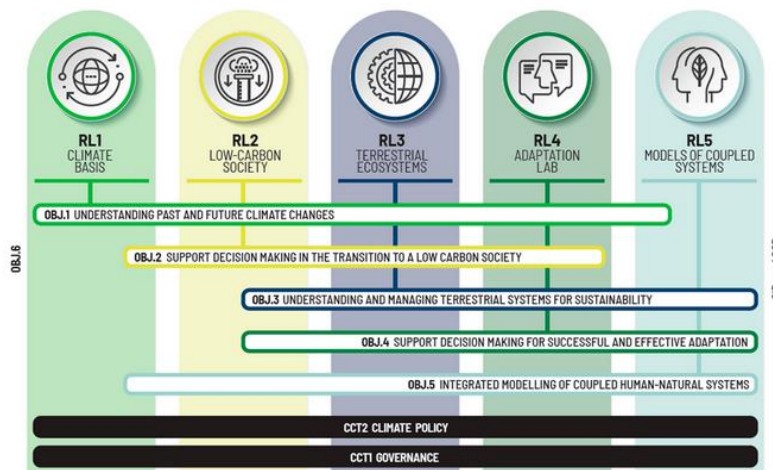 RL1
CLIMATE
BASIS
RL2
LOW-CARBON
SOCIETY
RL3
TERRESTRIAL
ECOSYSTEMS
RL4
ADAPTATION
LAB
RL5
MODELS OF COUPLED
SYSTEMS
OBJ.1 UNDERSTANDING PAST AND FUTURE CLIMATE CHANGES
OBJ.2 SUPPORT DECISION MAKING IN THE TRANSITION TO A LOW CARBON SOCIETY
OBJ.6
OBJ.3 UNDERSTANDING AND MANAGING TERRESTRIAL SYSTEMS FOR SUSTAINABILITY
OBJ.4 SUPPORT DECISION MAKING FOR SUCCESSFUL AND EFFECTIVE ADAPTATION
OBJ.5 INTEGRATED MODELLING OF COUPLED HUMAN-NATURAL SYSTEMS
CCT2 CLIMATE POLICY
CCT1 GOVERNANCE